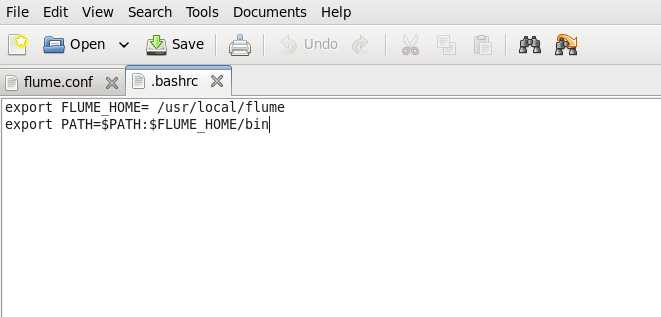 File Edit View Search Tools Documents Help
Open Save Undo
flume.conf .bashrc
export FLUME_HOME= /usr/local/flume
export PATH=$PATH:$FLUME_HOME/bin